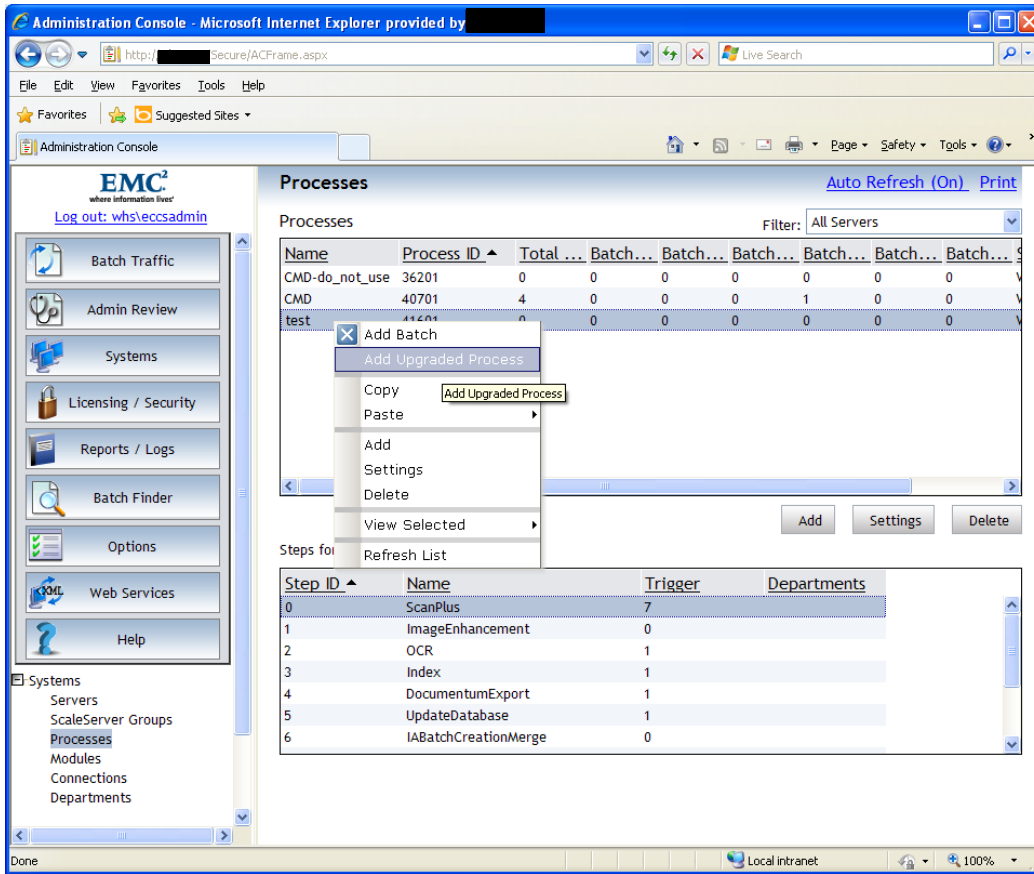 Administration Console - Microsoft Internet Explorer provided by
http:/ Secure/ACFrame.aspx
Live Search
File Edit View Favorites Tools Help
Favorites Suggested Sites
Administration Console
Page Safety Tools
EMC²
where information lives®
Log out: whs\eccsadmin
Batch Traffic
Admin Review
Systems
Licensing / Security
Reports / Logs
Batch Finder
Options
XML
Web Services
Help
Systems
Servers
ScaleServer Groups
Processes
Modules
Connections
Departments
Processes
Auto Refresh (On) Print
Processes
Filter: All Servers
Name Process ID Total ... Batch... Batch... Batch... Batch... Batch... Batch...
CMD-do_not_use 36201 0 0 0 0 0 0 0
CMD 40701 4 0 0 0 1 0 0
test 41601 0 0 0 0 0 0 0
Add Batch
Add Upgraded Process
Copy
Add Upgraded Process
Paste
Add
Settings
Delete
View Selected
Refresh List
Add Settings Delete
Steps for
Step ID Name Trigger Departments
0 ScanPlus 7
1 ImageEnhancement 0
2 OCR 1
3 Index 1
4 DocumentumExport 1
5 UpdateDatabase 1
6 IABatchCreationMerge 0
Done
Local intranet
100%